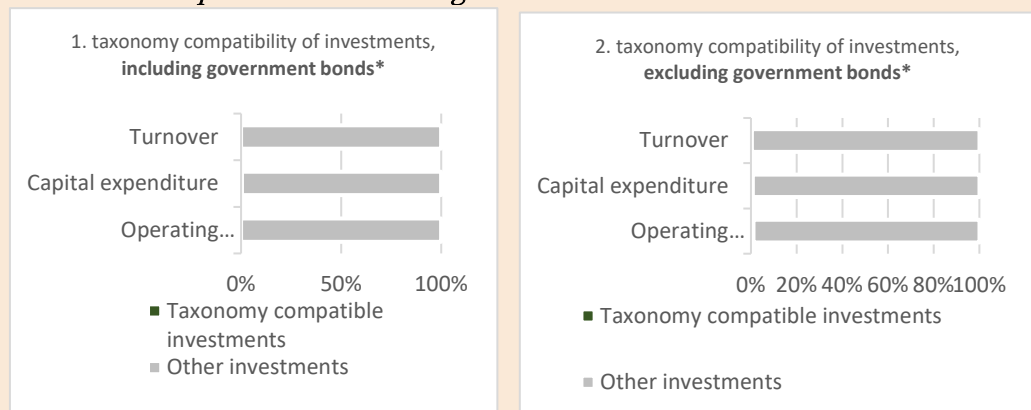 1. taxonomy compatibility of investments,
including government bonds*
Turnover
Capital expenditure
Operating...
0% 50% 100%
Taxonomy compatible
investments
Other investments
2. taxonomy compatibility of investments,
excluding government bonds*
Turnover
Capital expenditure
Operating...
0% 20% 40% 60% 80%100%
Taxonomy compatible investments
Other investments